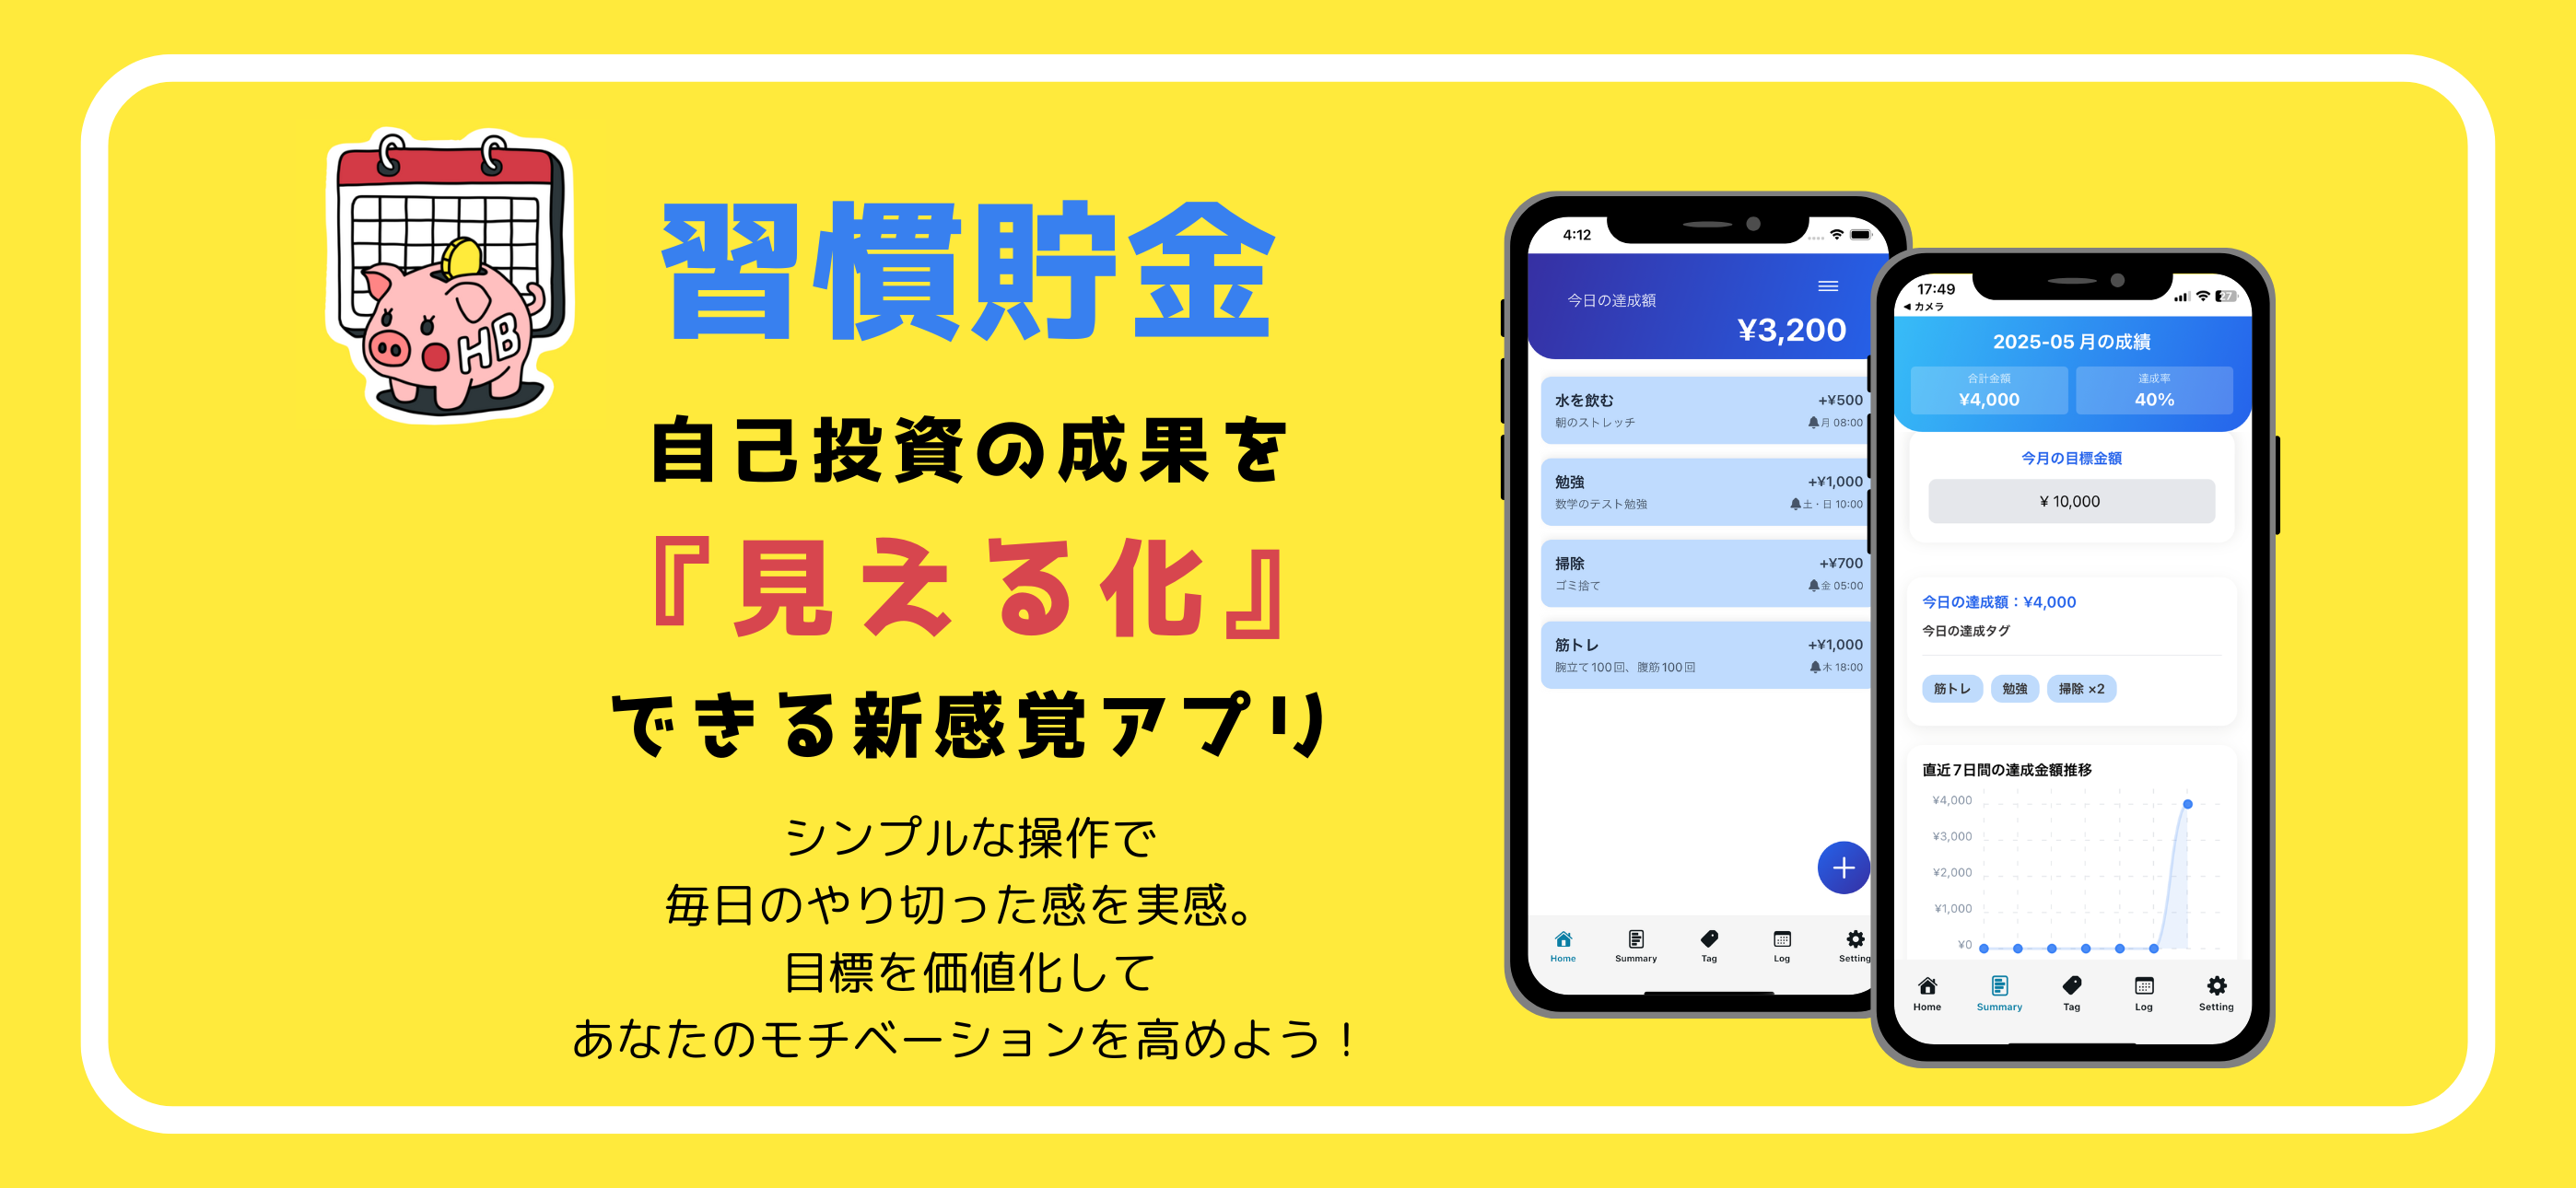 HB
習慣貯金
自己投資の成果を
『見える化』
できる新感覚アプリ
シンプルな操作で
毎日のやり切った感を実感。
目標を価値化して
あなたのモチベーションを高めよう！
4:12
今日の達成額
¥3,200
水を飲む +¥500
朝のストレッチ 月 08:00
勉強 +¥1,000
数学のテスト勉強 土・日 10:00
掃除 +¥700
ゴミ捨て 金 05:00
筋トレ +¥1,000
腕立て100回、腹筋100回 木 18:00
Home Summary Tag Log Setting
17:49 27
◀ カメラ
2025-05 月の成績
合計金額 達成率
¥4,000 40%
今月の目標金額
¥ 10,000
今日の達成額：¥4,000
今日の達成タグ
筋トレ 勉強 掃除 ×2
直近7日間の達成金額推移
¥4,000
¥3,000
¥2,000
¥1,000
¥0
Home Summary Tag Log Setting